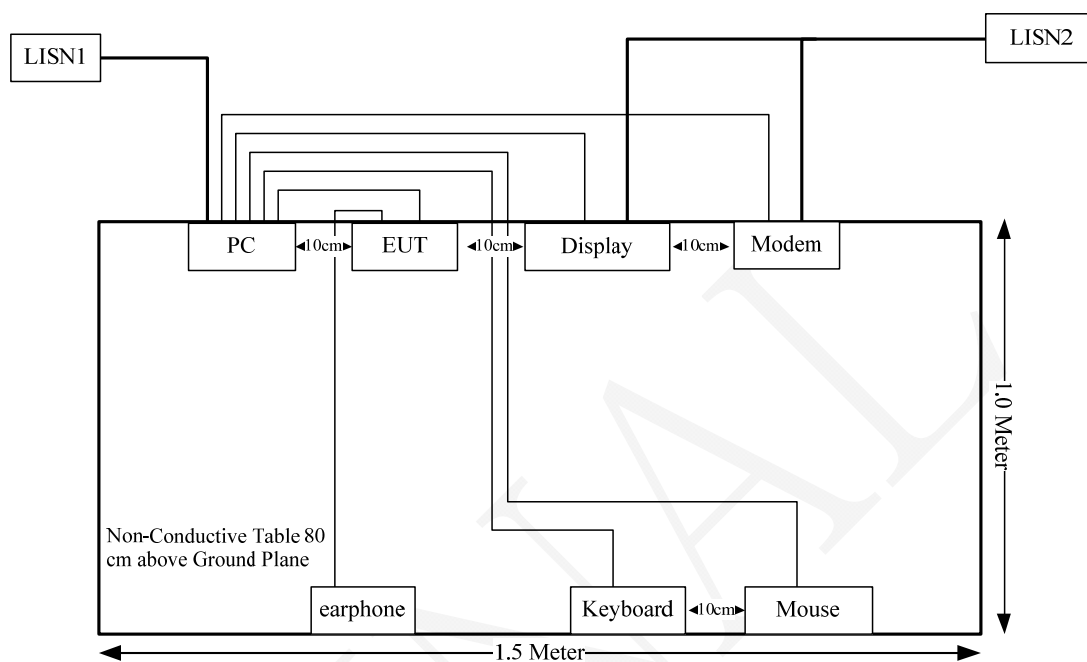 LISN1
LISN2
PC
10cm
EUT
10cm
Display
10cm
Modem
1.0 Meter
Non-Conductive Table 80
cm above Ground Plane
earphone
Keyboard
10cm
Mouse
1.5 Meter